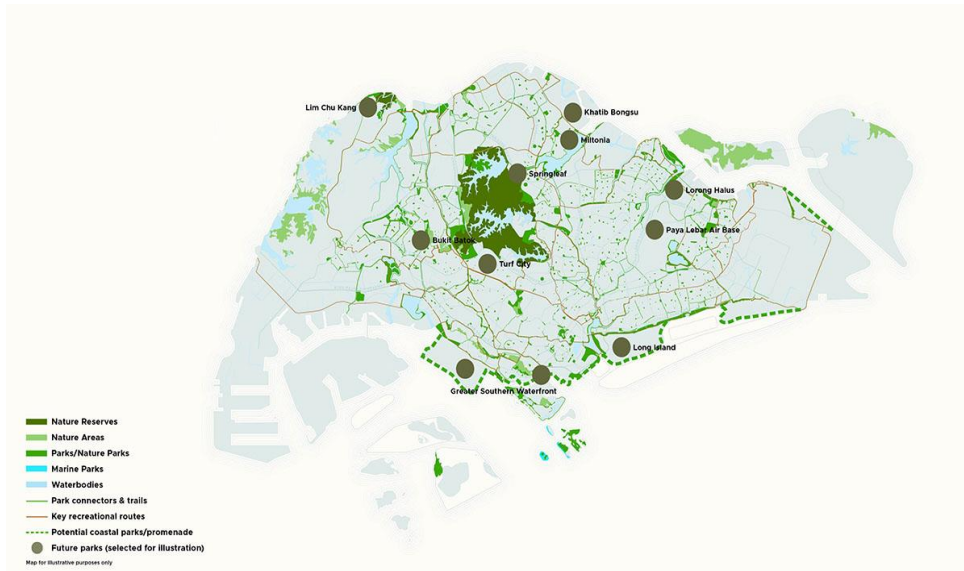 Lim Chu Kang
Khatib Bongsu
Miltonia
Springleaf
Lorong Halus
Paya Lebar Air Base
Bukit Batok
Turf City
Long Island
Greater Southern Waterfront
Nature Reserves
Nature Areas
Parks/Nature Parks
Marine Parks
Waterbodies
Park connectors & trails
Key recreational routes
Potential coastal parks/promenade
Future parks (selected for illustration)
Map for illustrative purposes only